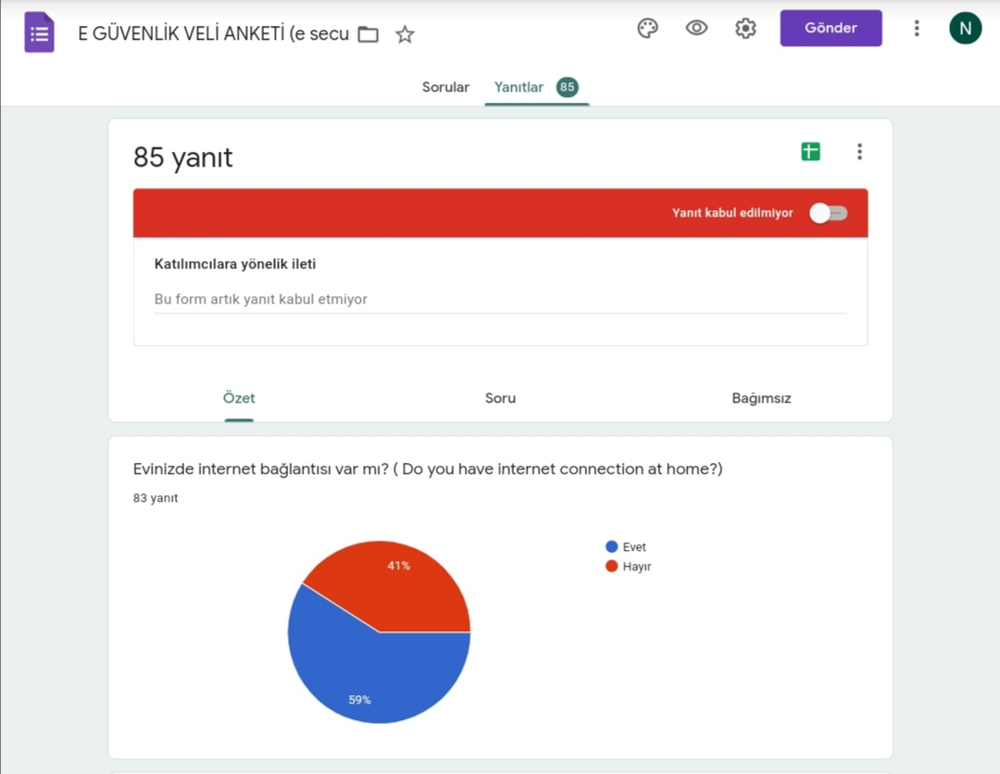 E GÜVENLİK VELİ ANKETİ (e secu
Gönder
N
Sorular
Yanıtlar 85
85 yanıt
Yanıt kabul edilmiyor
Katılımcılara yönelik ileti
Bu form artık yanıt kabul etmiyor
Özet
Soru
Bağımsız
Evinizde internet bağlantısı var mı? ( Do you have internet connection at home?)
83 yanıt
41%
59%
Evet
Hayır